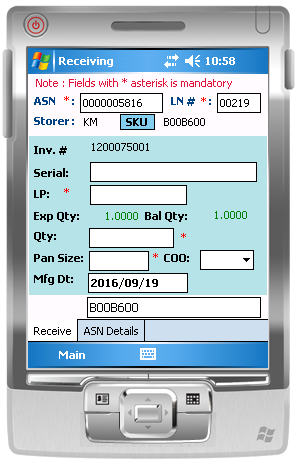 Receiving 10:58
Note : Fields with * asterisk is mandatory
ASN *: 0000005816 LN # *: 00219
Storer: KM SKU B00B600
Inv. # 1200075001
Serial:
LP: *
Exp Qty: 1.0000 Bal Qty: 1.0000
Qty: *
Pan Size: * COO:
Mfg Dt: 2016/09/19
B00B600
Receive ASN Details
Main